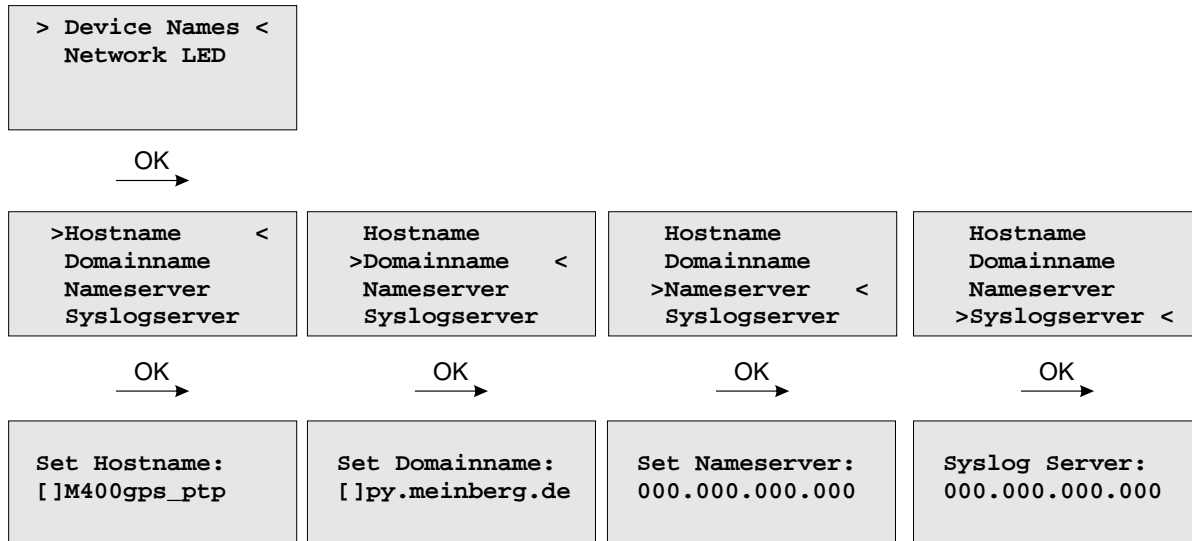 > Device Names <
Network LED
OK
>Hostname <
Domainname
Nameserver
Syslogserver
Hostname
>Domainname <
Nameserver
Syslogserver
Hostname
Domainname
>Nameserver <
Syslogserver
Hostname
Domainname
Nameserver
>Syslogserver <
OK
OK
OK
OK
Set Hostname:
[]M400gps_ptp
Set Domainname:
[]py.meinberg.de
Set Nameserver:
000.000.000.000
Syslog Server:
000.000.000.000